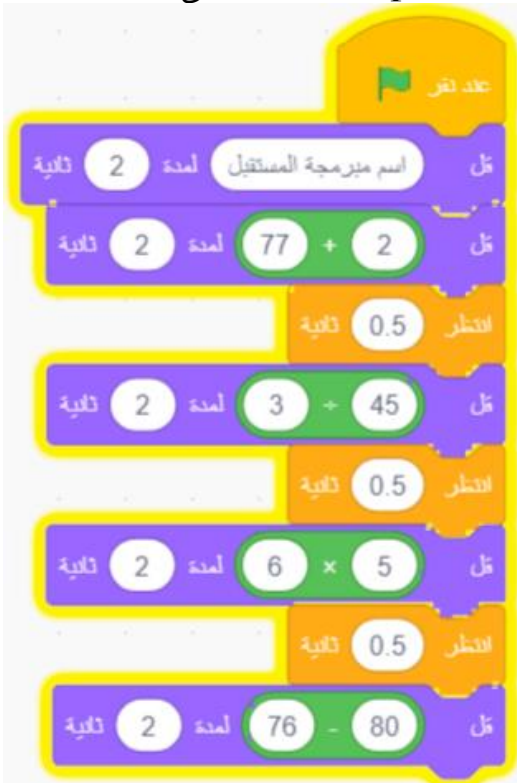 عند نقر
قل اسم مبرمجة المستقبل لمدة 2 ثانية
قل 2 + 77 لمدة 2 ثانية
انتظر 0.5 ثانية
قل 45 ÷ 3 لمدة 2 ثانية
انتظر 0.5 ثانية
قل 5 × 6 لمدة 2 ثانية
انتظر 0.5 ثانية
قل 80 - 76 لمدة 2 ثانية